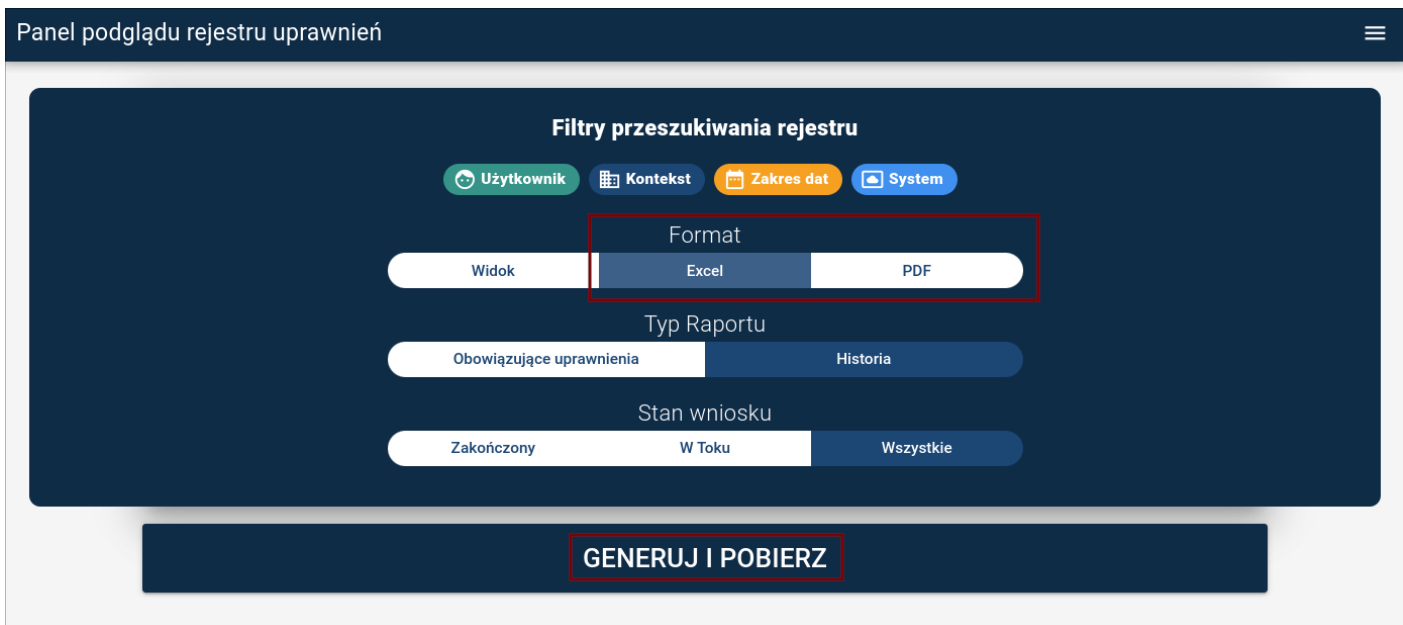 Panel podglądu rejestru uprawnień
Filtry przeszukiwania rejestru
Użytkownik Kontekst Zakres dat System
Format
Widok Excel PDF
Typ Raportu
Obowiązujące uprawnienia Historia
Stan wniosku
Zakończony W Toku Wszystkie
GENERUJ I POBIERZ